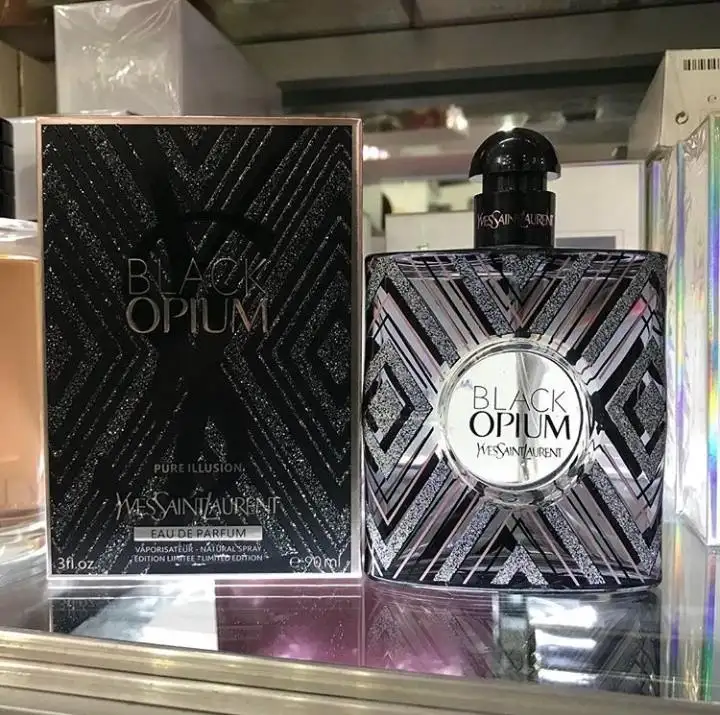 BLACK
OPIUM
PURE ILLUSION
YVESSAINTLAURENT
EAU DE PARFUM
VAPORISATEUR - NATURAL SPRAY
EDITION LIMITÉE - LIMITED EDITION
3fl.oz. ℮90ml
YVESSAINTLAURENT
BLACK
OPIUM
YVESSAINTLAURENT